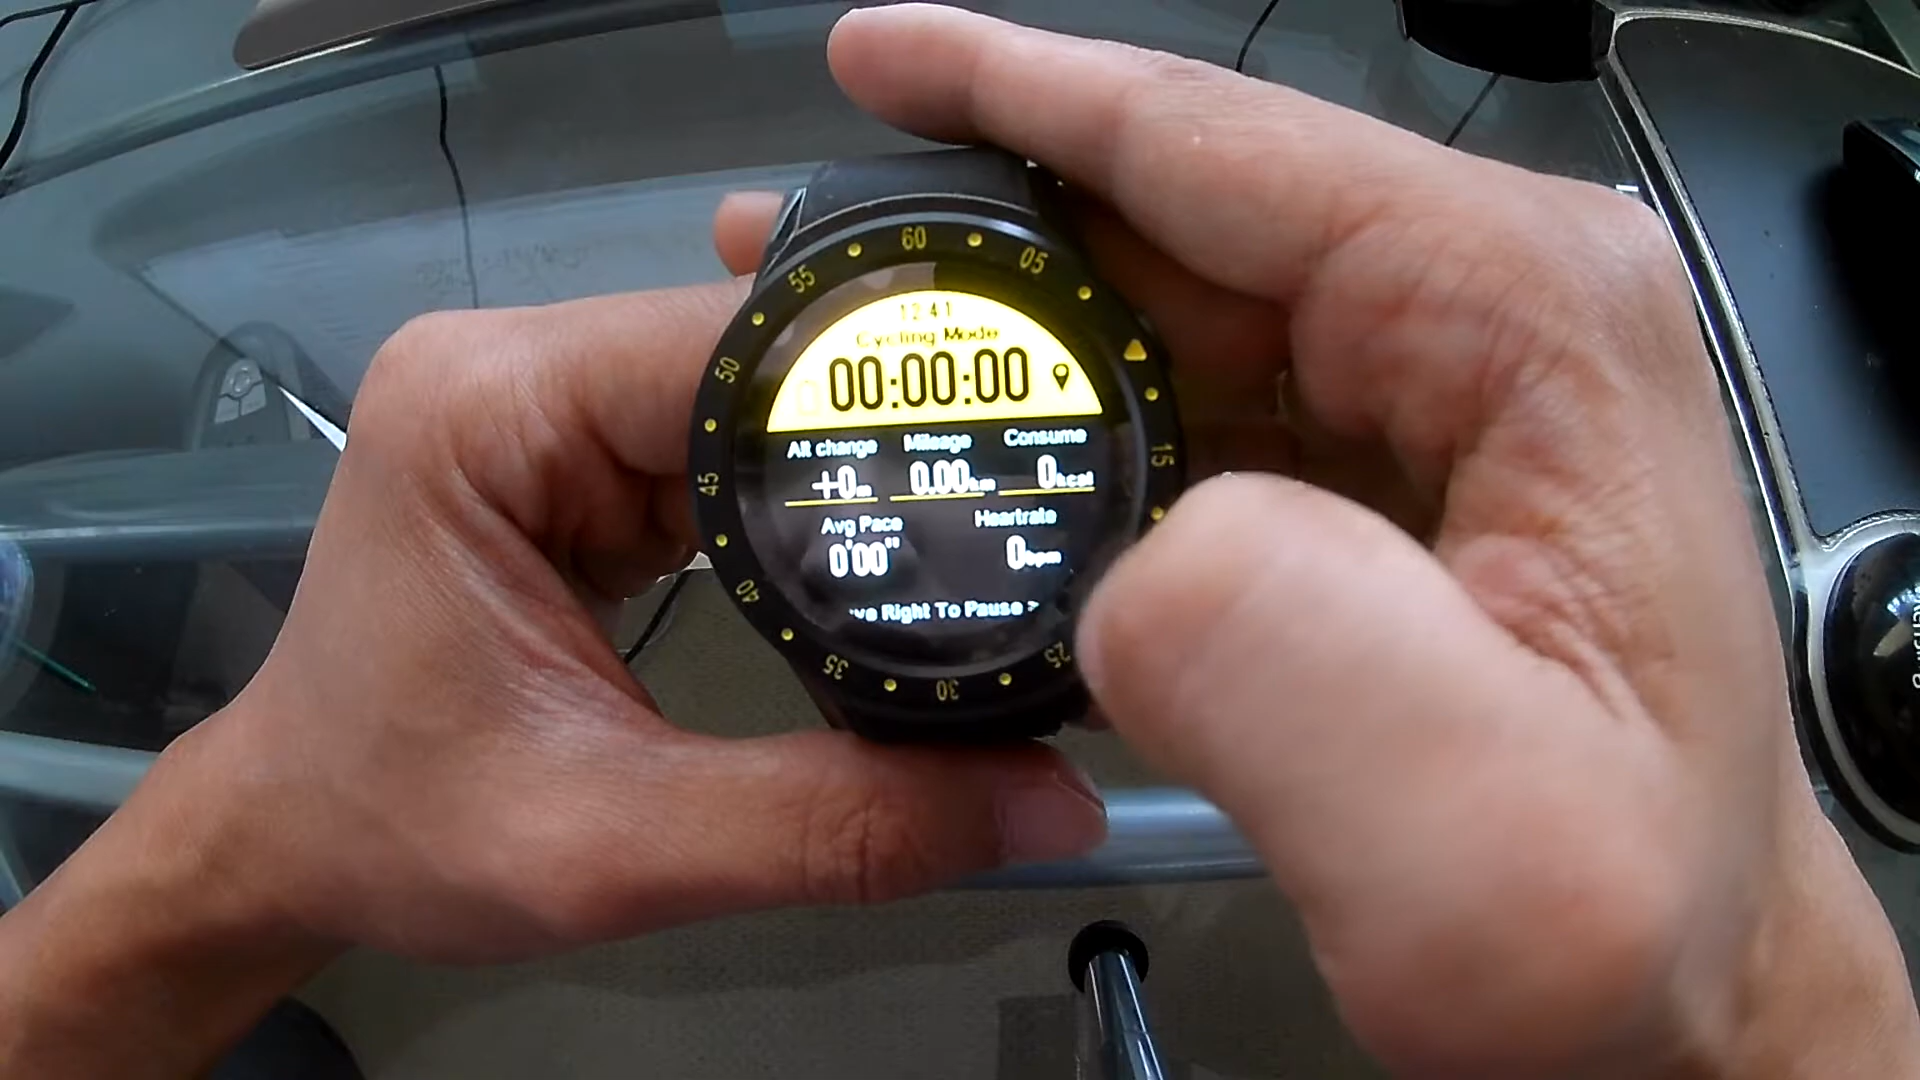 60
05
15
25
30
35
40
45
50
55
12:41
Cycling Mode
00:00:00
Alt change Mileage Consume
+0m 0.00km 0kcal
Avg Pace Heartrate
0'00" 0bpm
Right To Pause >